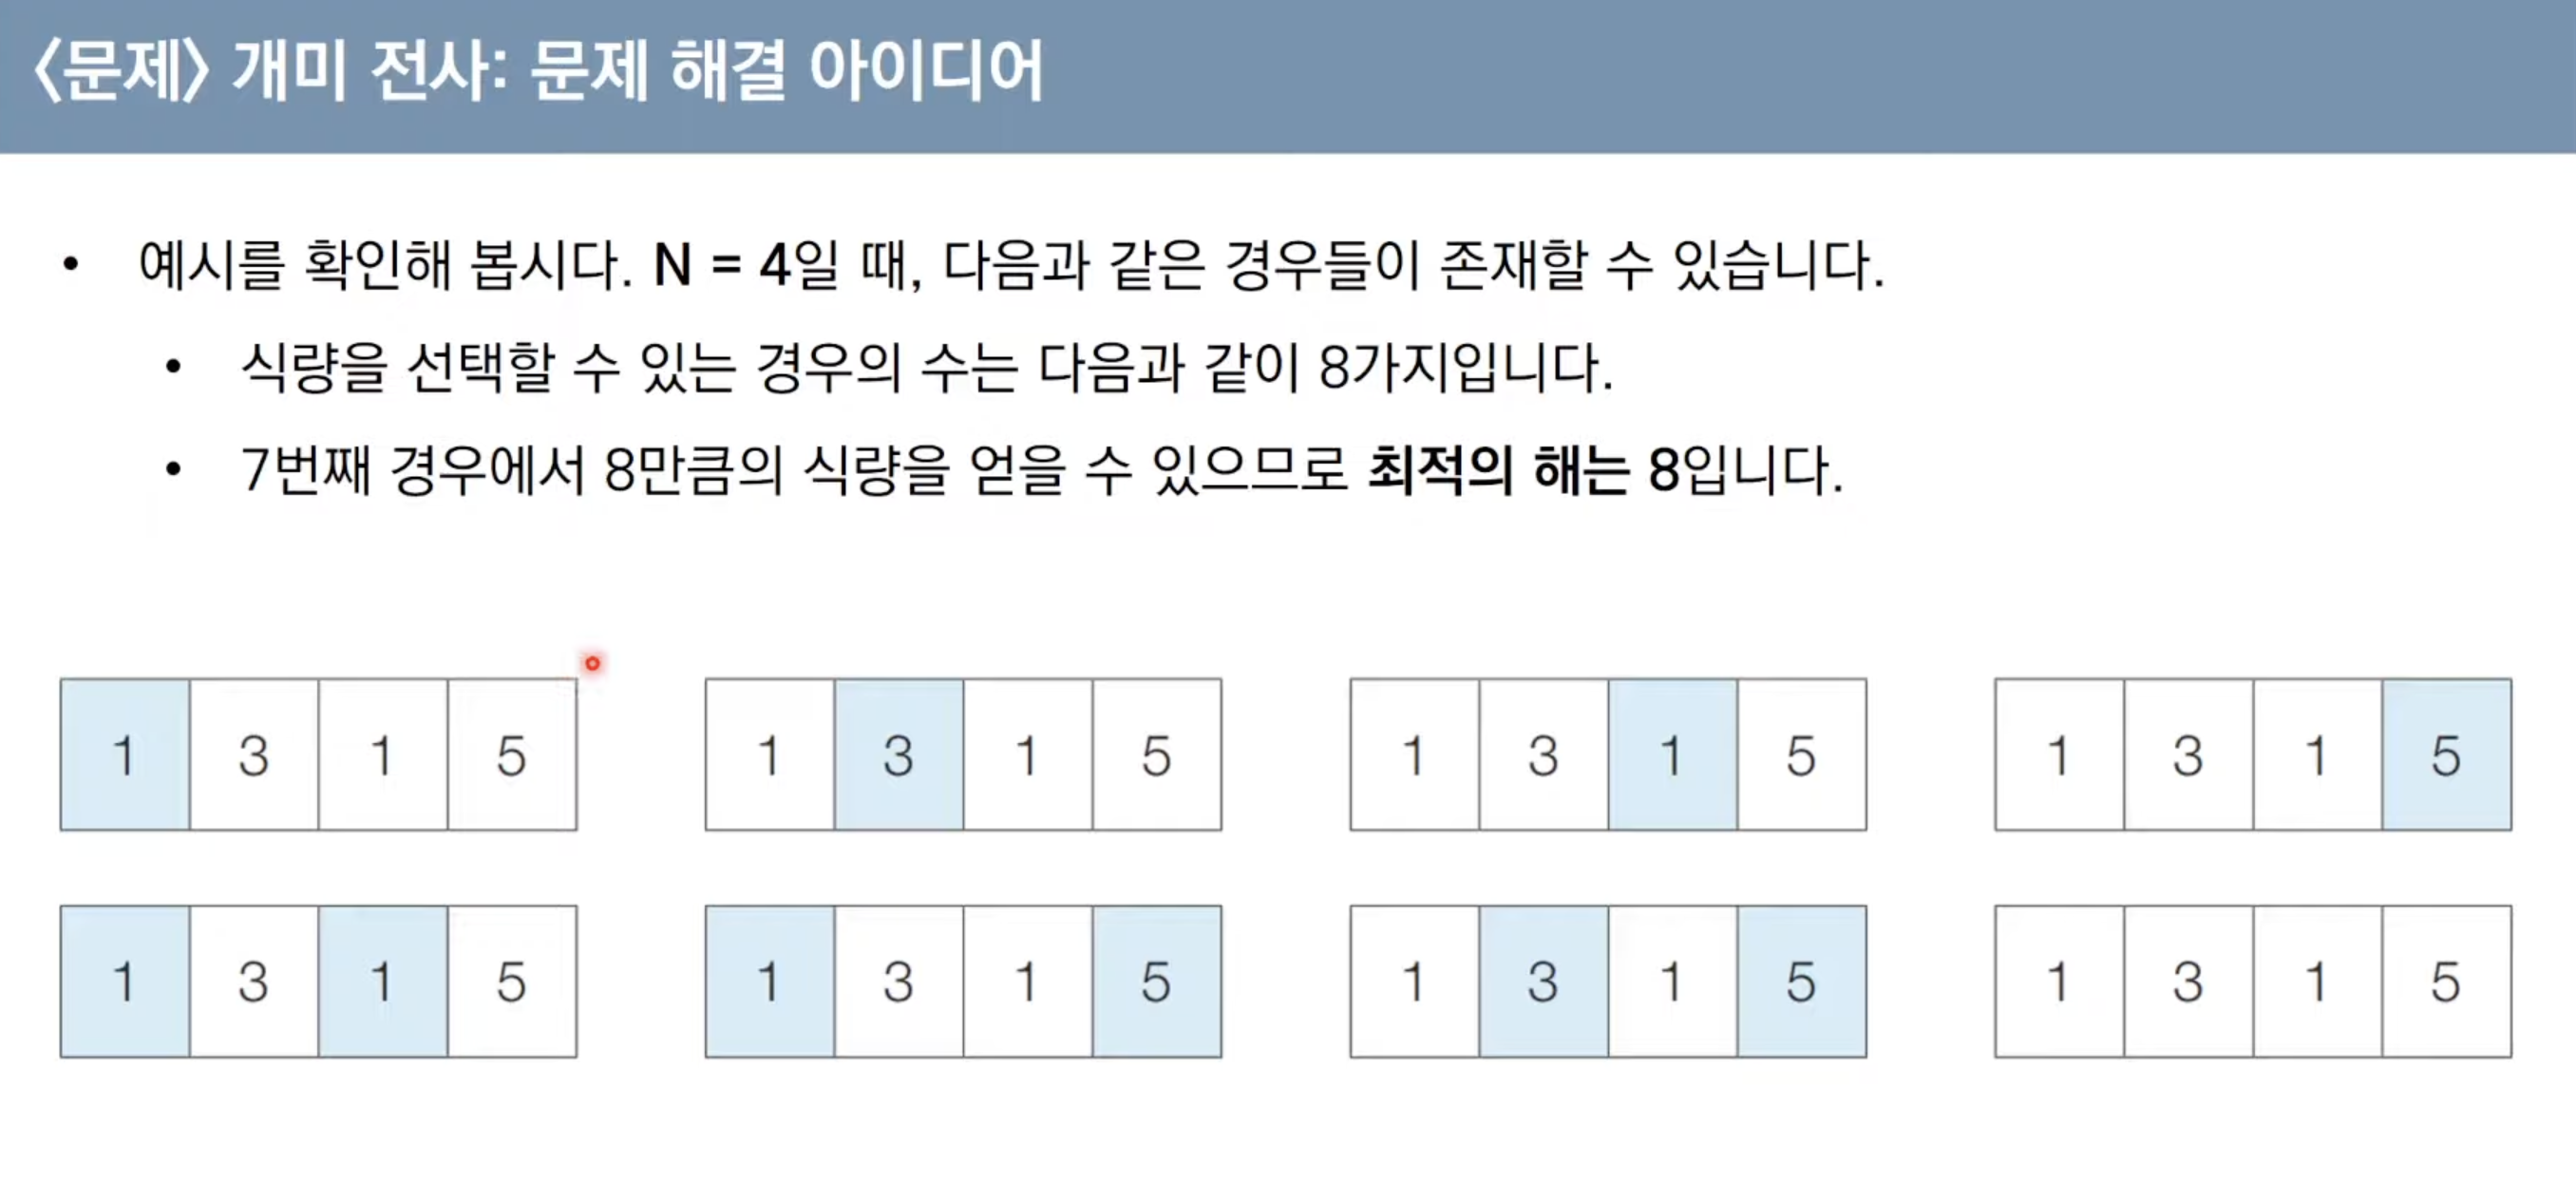 〈문제〉 개미 전사: 문제 해결 아이디어
• 예시를 확인해 봅시다. N = 4일 때, 다음과 같은 경우들이 존재할 수 있습니다.
• 식량을 선택할 수 있는 경우의 수는 다음과 같이 8가지입니다.
• 7번째 경우에서 8만큼의 식량을 얻을 수 있으므로 최적의 해는 8입니다.
1 3 1 5 1 3 1 5 1 3 1 5 1 3 1 5
1 3 1 5 1 3 1 5 1 3 1 5 1 3 1 5